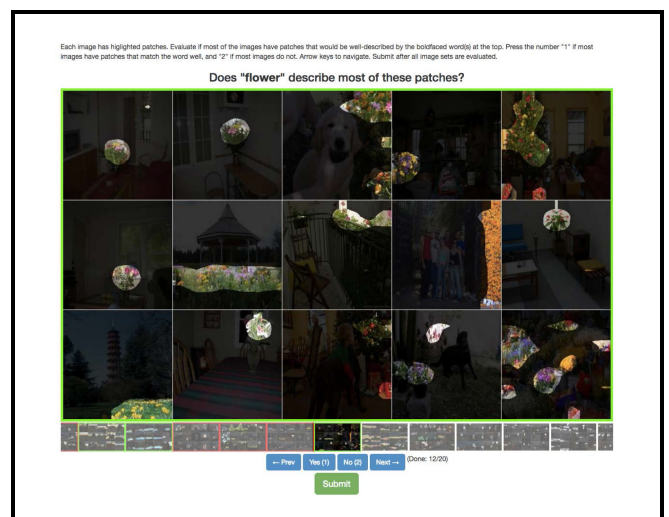 Each image has higlighted patches. Evaluate if most of the images have patches that would be well-described by the boldfaced word(s) at the top. Press the number "1" if most
images have patches that match the word well, and "2" if most images do not. Arrow keys to navigate. Submit after all image sets are evaluated.
Does "flower" describe most of these patches?
← Prev Yes (1) No (2) Next → (Done: 12/20)
Submit